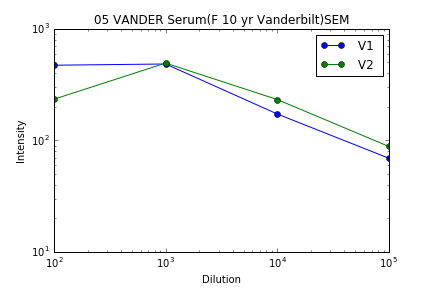 05 VANDER Serum(F 10 yr Vanderbilt)SEM
V1
V2
10³
10²
10¹
Intensity
10² 10³ 10⁴ 10⁵
Dilution